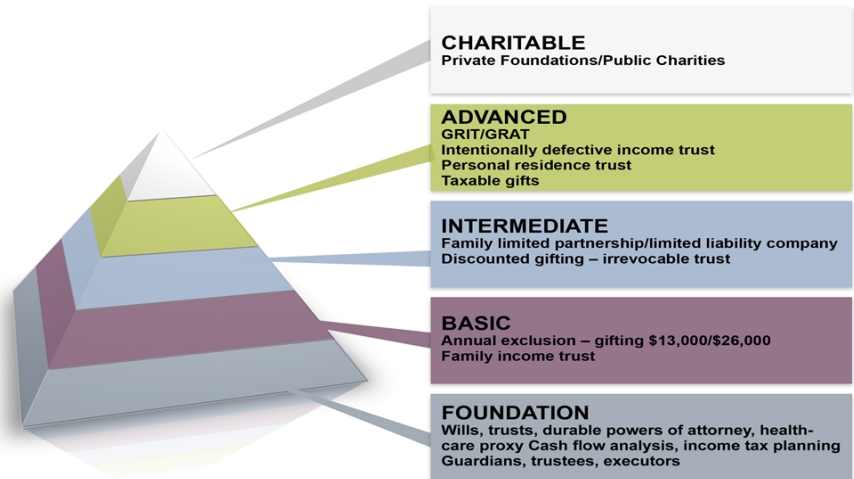 CHARITABLE
Private Foundations/Public Charities
ADVANCED
GRIT/GRAT
Intentionally defective income trust
Personal residence trust
Taxable gifts
INTERMEDIATE
Family limited partnership/limited liability company
Discounted gifting – irrevocable trust
BASIC
Annual exclusion – gifting $13,000/$26,000
Family income trust
FOUNDATION
Wills, trusts, durable powers of attorney, health-
care proxy Cash flow analysis, income tax planning
Guardians, trustees, executors